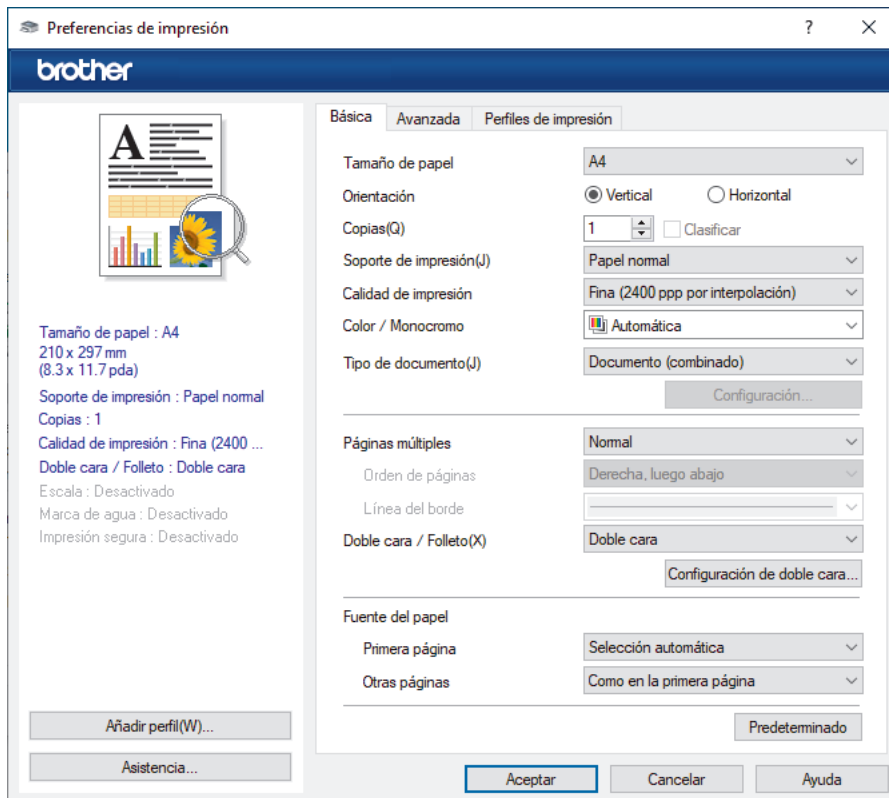 Preferencias de impresión
?
brother
A
Tamaño de papel : A4
210 x 297 mm
(8.3 x 11.7 pda)
Soporte de impresión : Papel normal
Copias : 1
Calidad de impresión : Fina (2400 ...
Doble cara / Folleto : Doble cara
Escala : Desactivado
Marca de agua : Desactivado
Impresión segura : Desactivado
Añadir perfil(W)...
Asistencia...
Básica Avanzada Perfiles de impresión
Tamaño de papel A4
Orientación Vertical Horizontal
Copias(Q) 1 Clasificar
Soporte de impresión(J) Papel normal
Calidad de impresión Fina (2400 ppp por interpolación)
Color / Monocromo Automática
Tipo de documento(J) Documento (combinado)
Configuración...
Páginas múltiples Normal
Orden de páginas Derecha, luego abajo
Línea del borde
Doble cara / Folleto(X) Doble cara
Configuración de doble cara...
Fuente del papel
Primera página Selección automática
Otras páginas Como en la primera página
Predeterminado
Aceptar Cancelar Ayuda